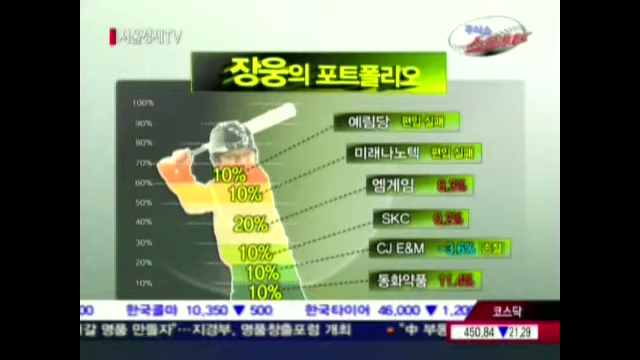 서울경제TV
주식쇼
장웅의 포트폴리오
100%
90%
80%
70%
60%
50%
40%
30%
20%
10%
예림당 편입 실패
미래나노텍 편입 실패
엠게임 8.3%
SKC
CJ E&M -3.5% 손절
동화약품 11.4%
10%
10%
20%
10%
10%
10%
한국콜마 10,350 ▼ 500 한국타이어 46,000 ▼ 1,200
코스닥
갈 명품 만들자"…지경부, 명품창출포럼 개최 "中 부동
450.84 ▼ 21.29